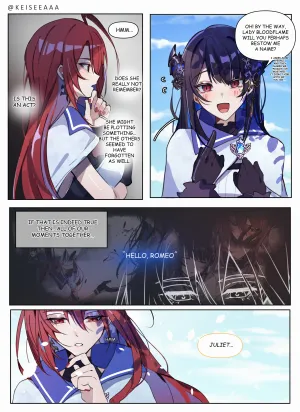 @KEISEEAAA
HMM...
DOES SHE
REALLY NOT
REMEMBER?
IS THIS
AN ACT?
SHE
MIGHT BE
PLOTTING
SOMETHING...
BUT THE OTHERS
SEEMED TO
HAVE
FORGOTTEN
AS WELL
OH! BY THE WAY,
LADY BLOODFLAME
WILL YOU PERHAPS
BESTOW ME
A NAME?
IF THAT IS INDEED TRUE
THEN... ALL OF OUR
MOMENTS TOGETHER...
"HELLO, ROMEO"
JULIE?...